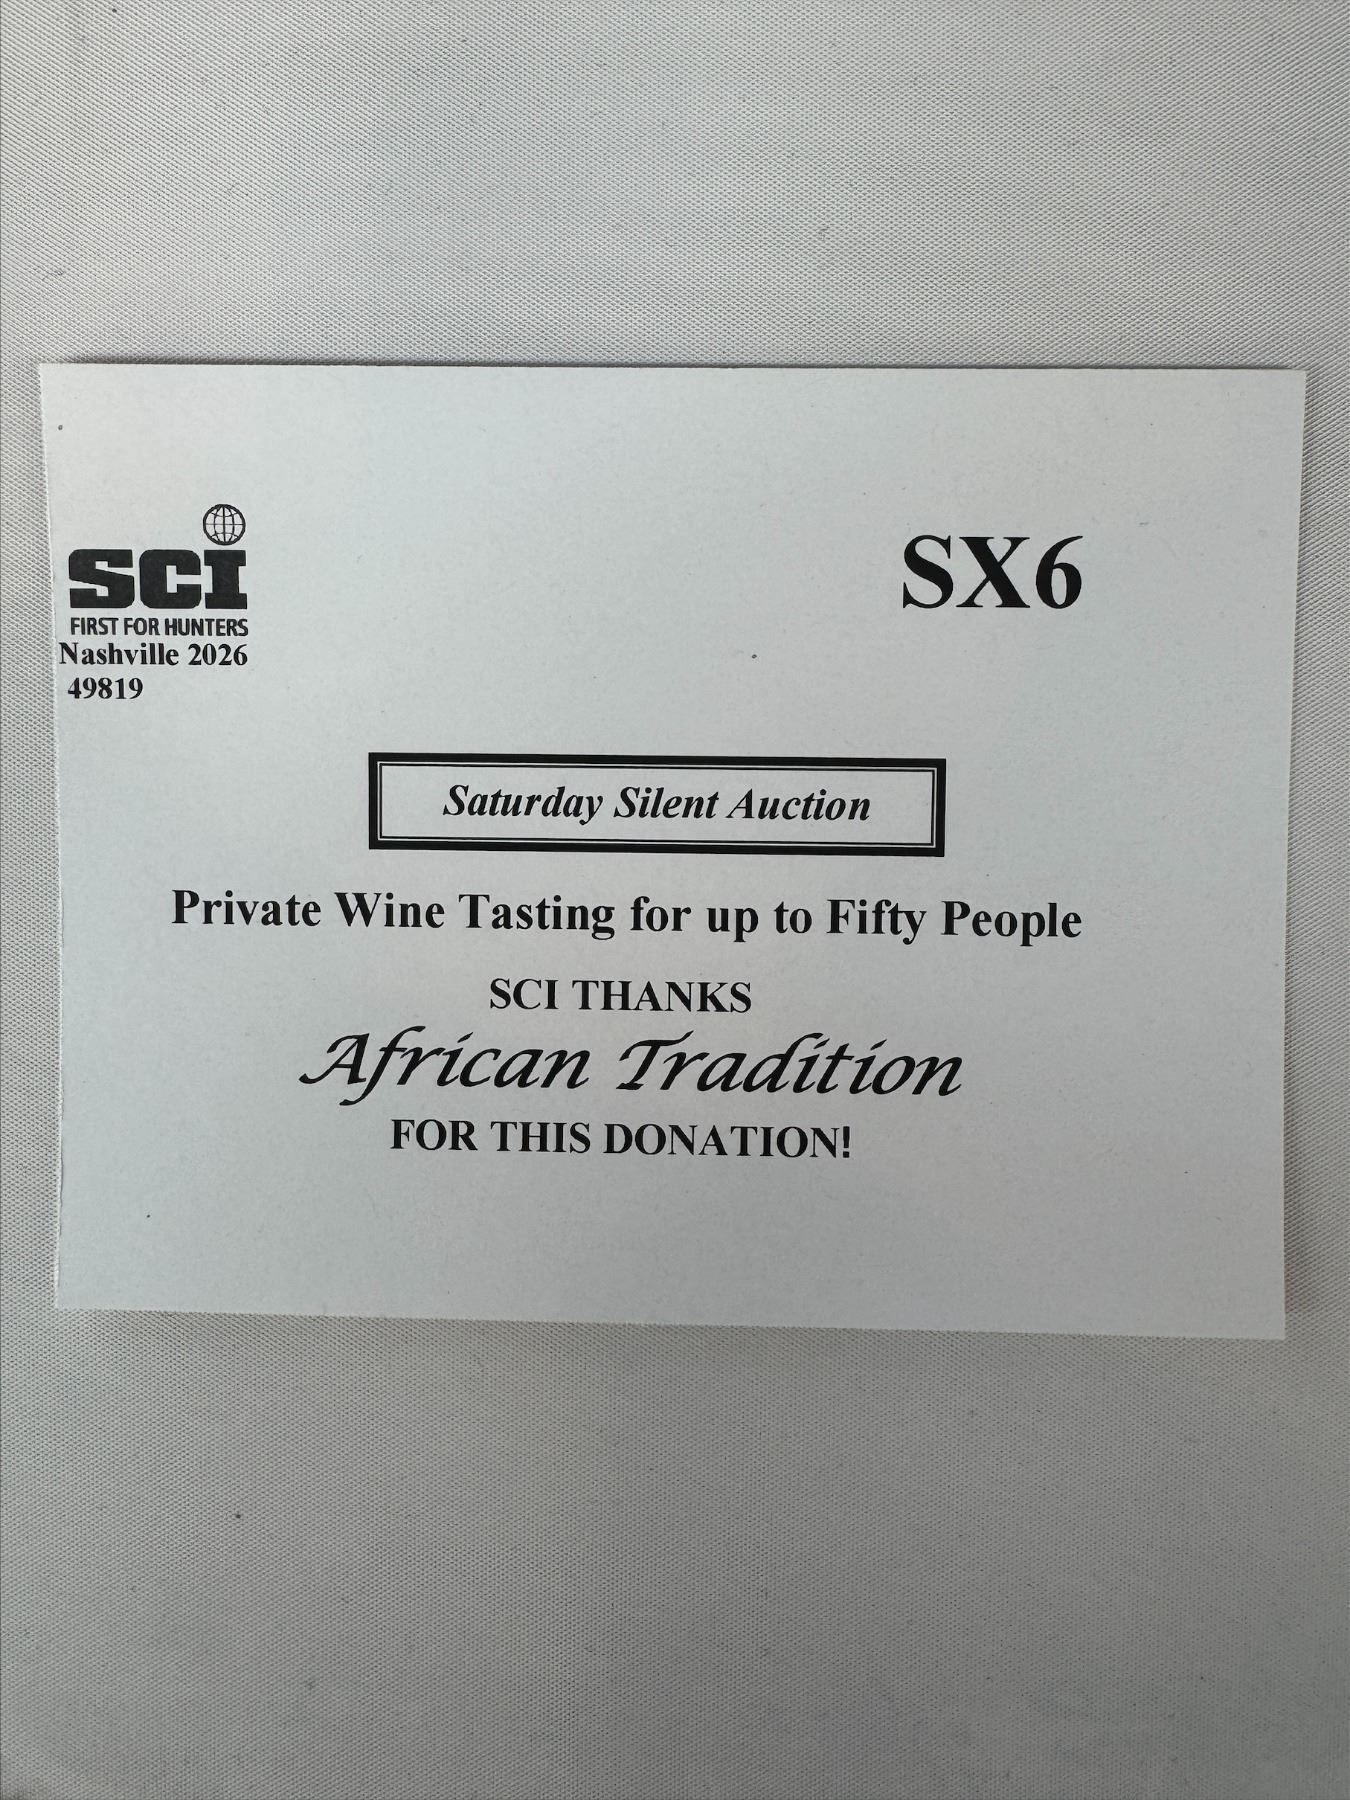 SCI
FIRST FOR HUNTERS
Nashville 2026
49819
SX6
Saturday Silent Auction
Private Wine Tasting for up to Fifty People
SCI THANKS
African Tradition
FOR THIS DONATION!